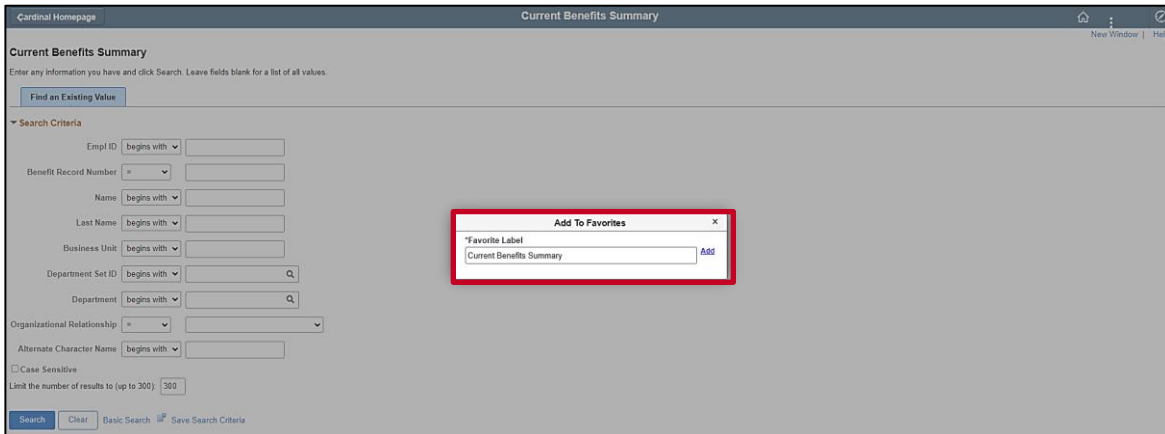 Cardinal Homepage
Current Benefits Summary
New Window |
Current Benefits Summary
Enter any information you have and click Search. Leave fields blank for a list of all values.
Find an Existing Value
Search Criteria
Empl ID begins with
Benefit Record Number =
Name begins with
Last Name begins with
Business Unit begins with
Department Set ID begins with
Department begins with
Organizational Relationship =
Alternate Character Name begins with
Case Sensitive
Limit the number of results to (up to 300): 300
Search Clear Basic Search Save Search Criteria
Add To Favorites ×
*Favorite Label
Current Benefits Summary Add